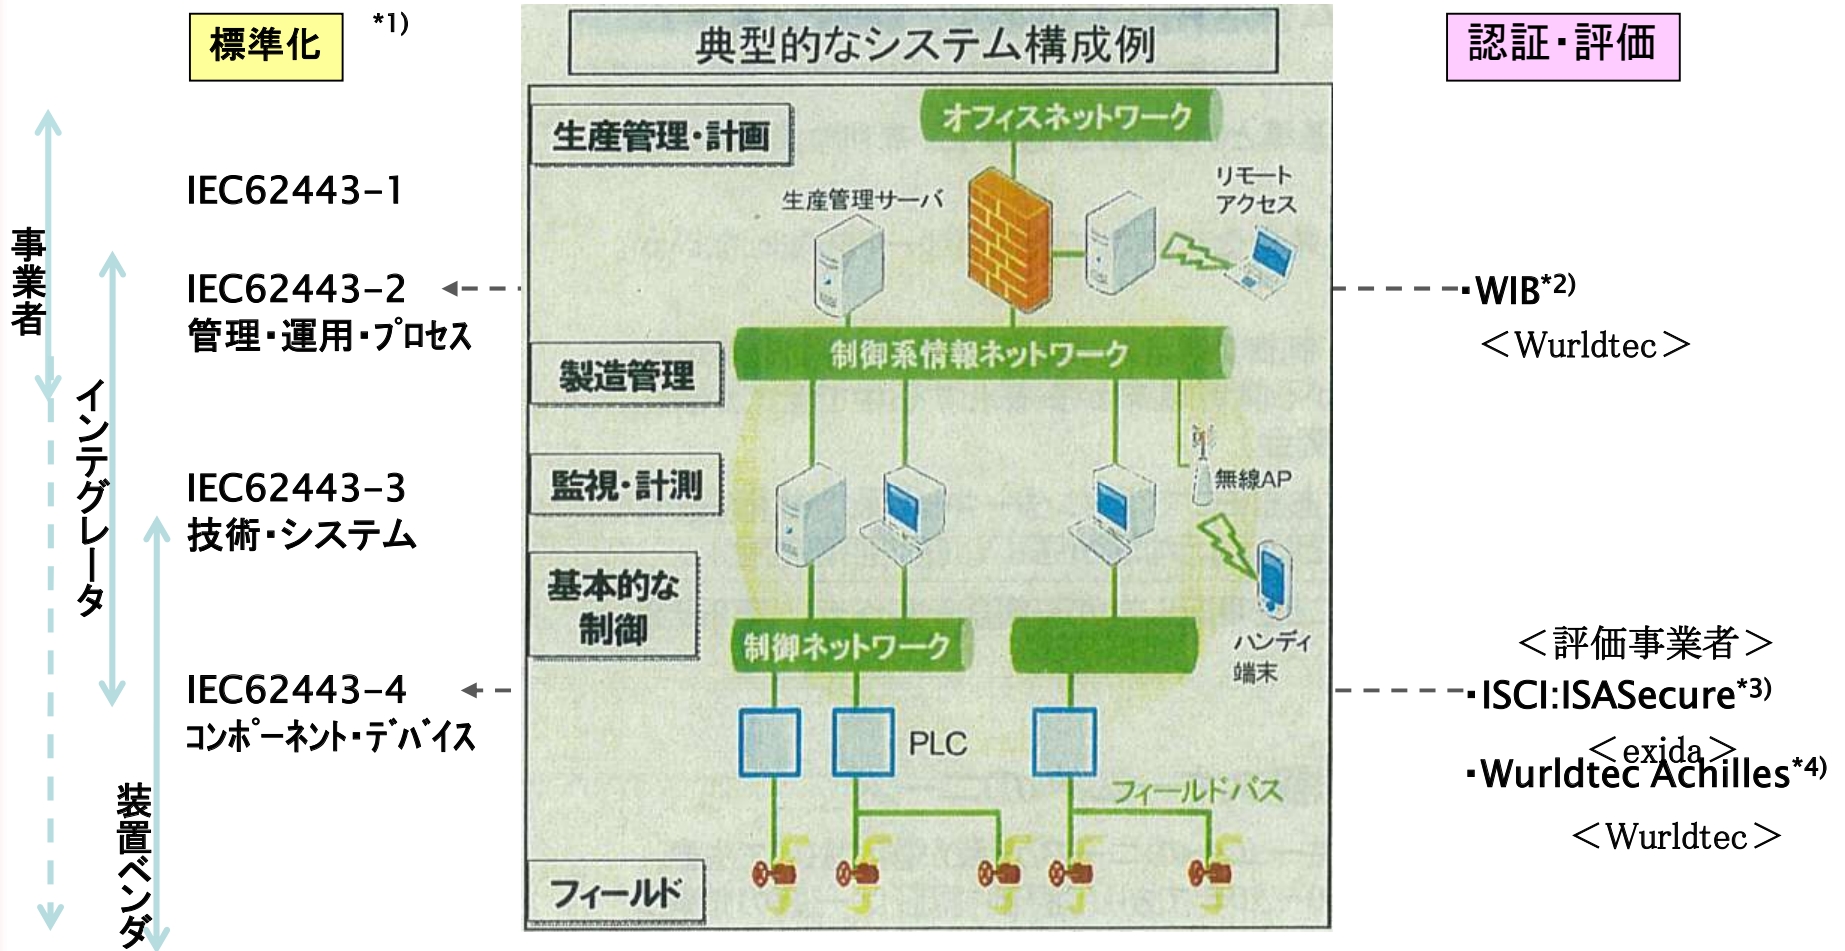 標準化
*1)
典型的なシステム構成例
認証・評価
事業者
インテグレータ
装置ベンダ
IEC62443-1
IEC62443-2
管理・運用・プロセス
IEC62443-3
技術・システム
IEC62443-4
コンポーネント・デバイス
生産管理・計画
オフィスネットワーク
生産管理サーバ
リモート
アクセス
製造管理
制御系情報ネットワーク
監視・計測
無線AP
基本的な
制御
制御ネットワーク
ハンディ
端末
PLC
フィールドバス
フィールド
・WIB*2)
＜Wurldtec＞
＜評価事業者＞
・ISCI:ISASecure*3)
＜exida＞
・Wurldtec Achilles*4)
＜Wurldtec＞